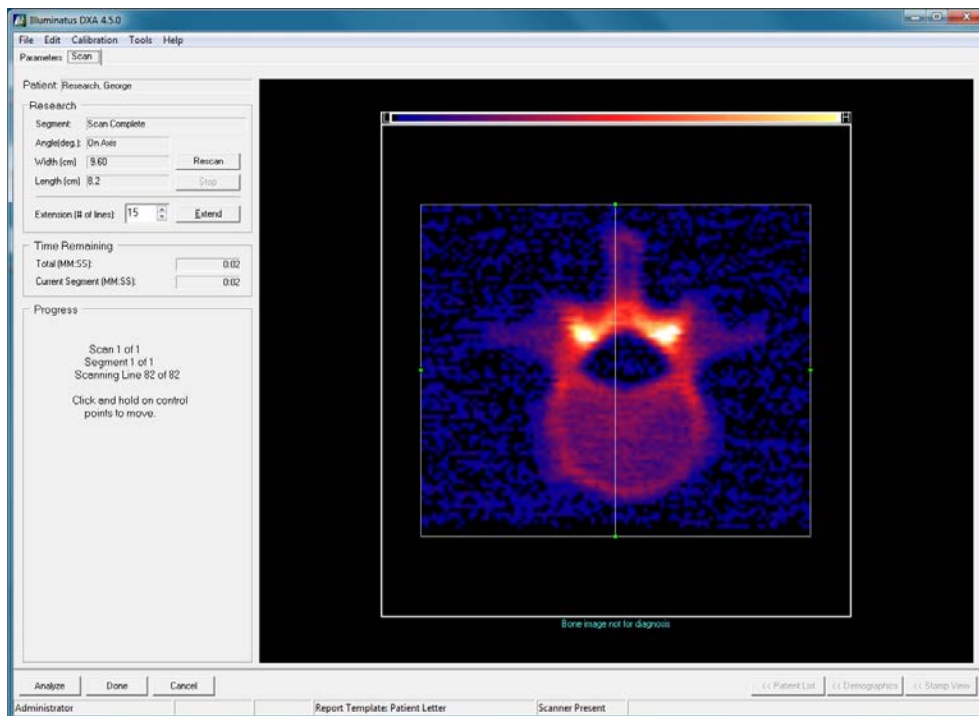 Illuminatus DXA 4.5.0
File Edit Calibration Tools Help
Parameters Scan
Patient: Research, George
Research
Segment: Scan Complete
Angle(deg.): On Axis
Width (cm) 9.60 Rescan
Length (cm) 8.2 Stop
Extension (# of lines): 15 Extend
Time Remaining
Total (MM:SS): 0:02
Current Segment (MM:SS): 0:02
Progress
Scan 1 of 1
Segment 1 of 1
Scanning Line 82 of 82
Click and hold on control
points to move.
L H
Bone image not for diagnosis
Analyze Done Cancel << Patient List << Demographics << Stamp View
Administrator Report Template: Patient Letter Scanner Present